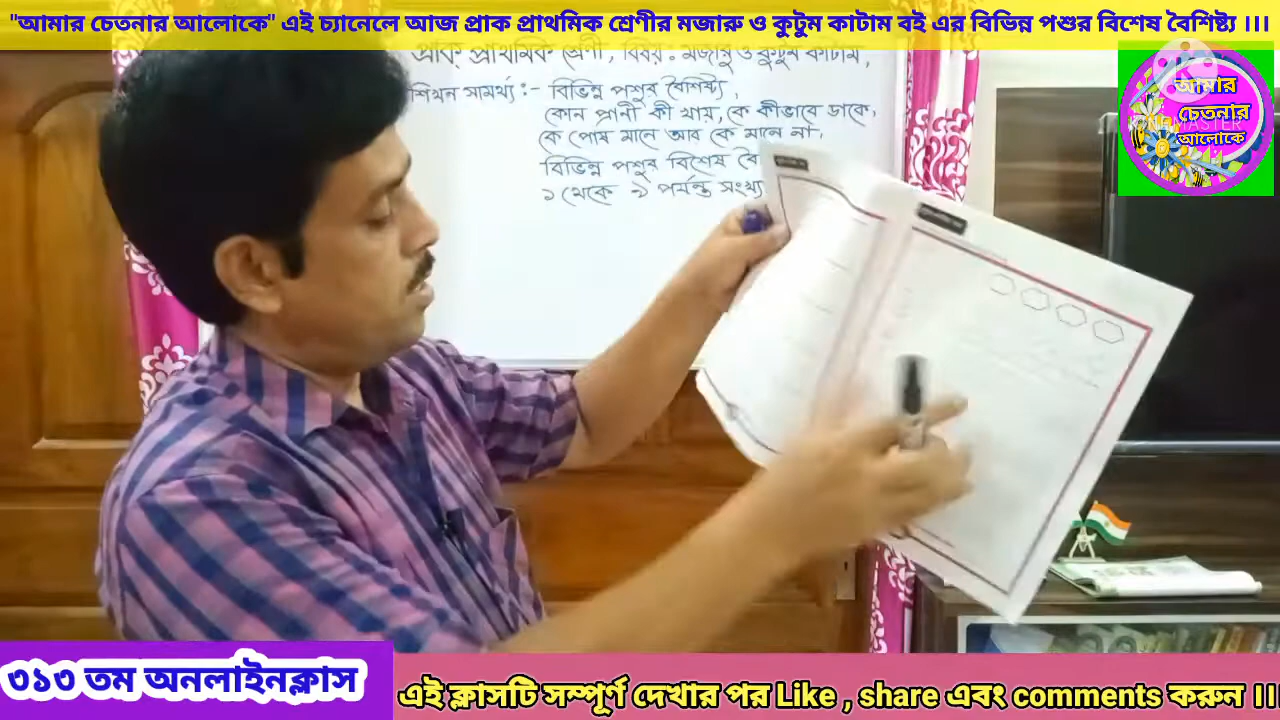 "আমার চেতনার আলোকে" এই চ্যানেলে আজ প্রাক প্রাথমিক শ্রেণীর মজারু ও কুটুম কাটাম বই এর বিভিন্ন পশুর বিশেষ বৈশিষ্ট্য ।।।
প্রাক প্রাথমিক শ্রেণী, বিষয়: মজারু ও কুটুম কাটাম,
শিখন সামর্থ্য :- বিভিন্ন পশুর বৈশিষ্ট্য,
কোন প্রানী কী খায়, কে কীভাবে ডাকে,
কে পোষ মানে আর কে মানে না,
বিভিন্ন পশুর বিশেষ বৈ
১ থেকে ৯ পর্যন্ত সংখ্যা
আমার
চেতনার
আলোকে
৩১৩ তম অনলাইনক্লাস
এই ক্লাসটি সম্পূর্ণ দেখার পর Like , share এবং comments করুন ।।